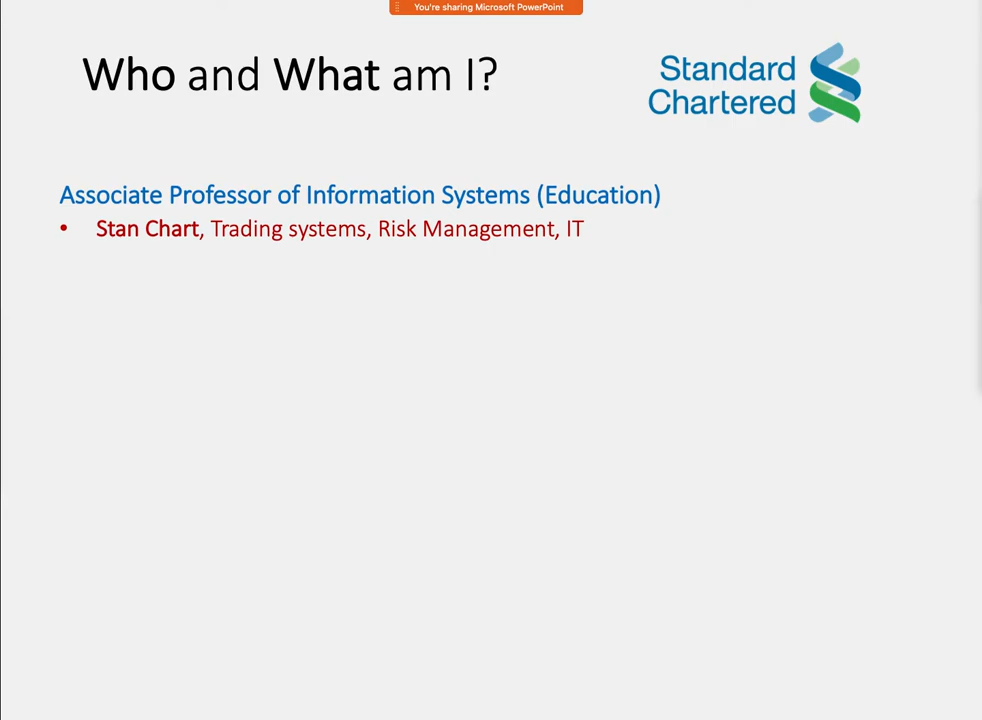 You're sharing Microsoft PowerPoint
Who and What am I?
Standard
Chartered
Associate Professor of Information Systems (Education)
• Stan Chart, Trading systems, Risk Management, IT